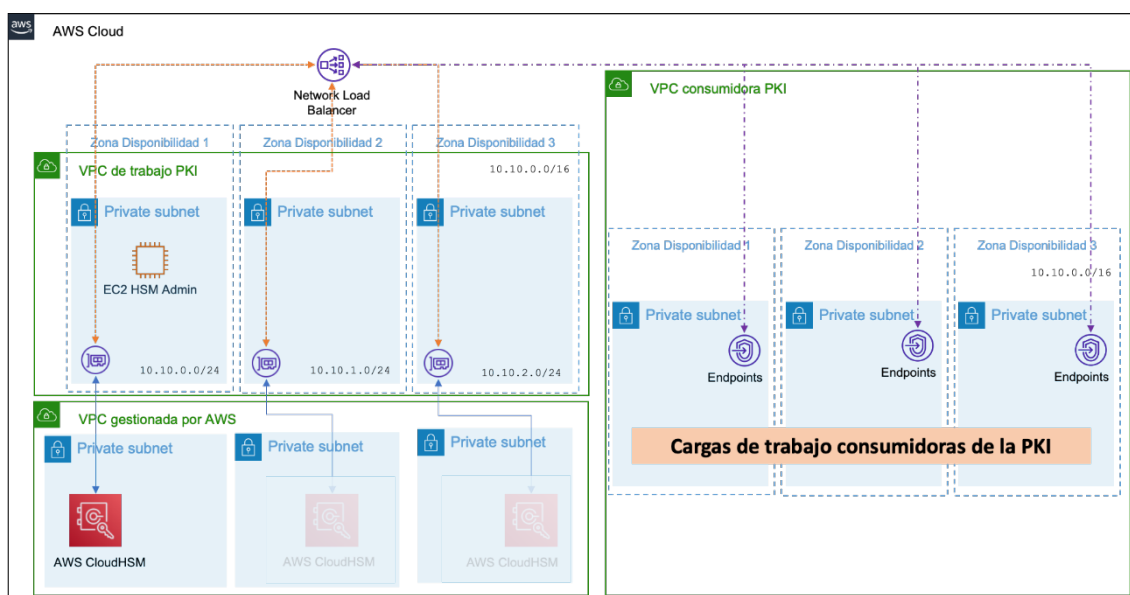 aws
AWS Cloud
Network Load
Balancer
Zona Disponibilidad 1
Zona Disponibilidad 2
Zona Disponibilidad 3
VPC de trabajo PKI
10.10.0.0/16
Private subnet
Private subnet
Private subnet
EC2 HSM Admin
10.10.0.0/24
10.10.1.0/24
10.10.2.0/24
VPC gestionada por AWS
Private subnet
Private subnet
Private subnet
AWS CloudHSM
AWS CloudHSM
AWS CloudHSM
VPC consumidora PKI
Zona Disponibilidad 1
Zona Disponibilidad 2
Zona Disponibilidad 3
10.10.0.0/16
Private subnet
Private subnet
Private subnet
Endpoints
Endpoints
Endpoints
Cargas de trabajo consumidoras de la PKI